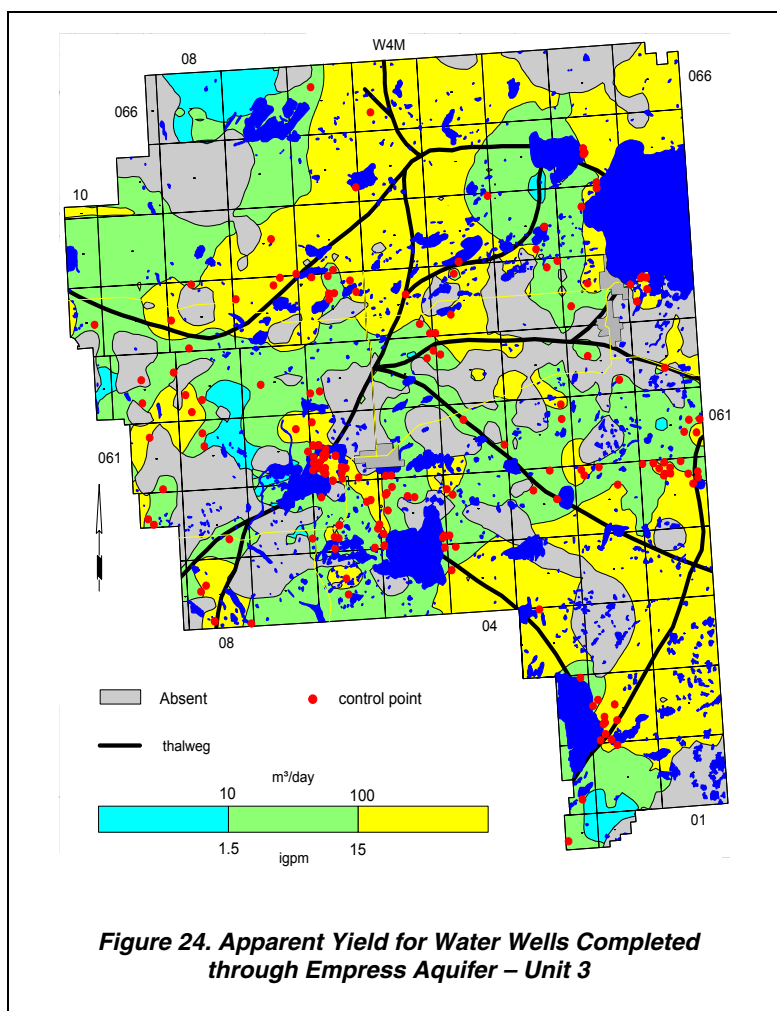 W4M
08
066
066
10
061
061
08
04
01
Absent
control point
thalweg
m³/day
10
100
1.5
15
igpm
Figure 24. Apparent Yield for Water Wells Completed
through Empress Aquifer – Unit 3